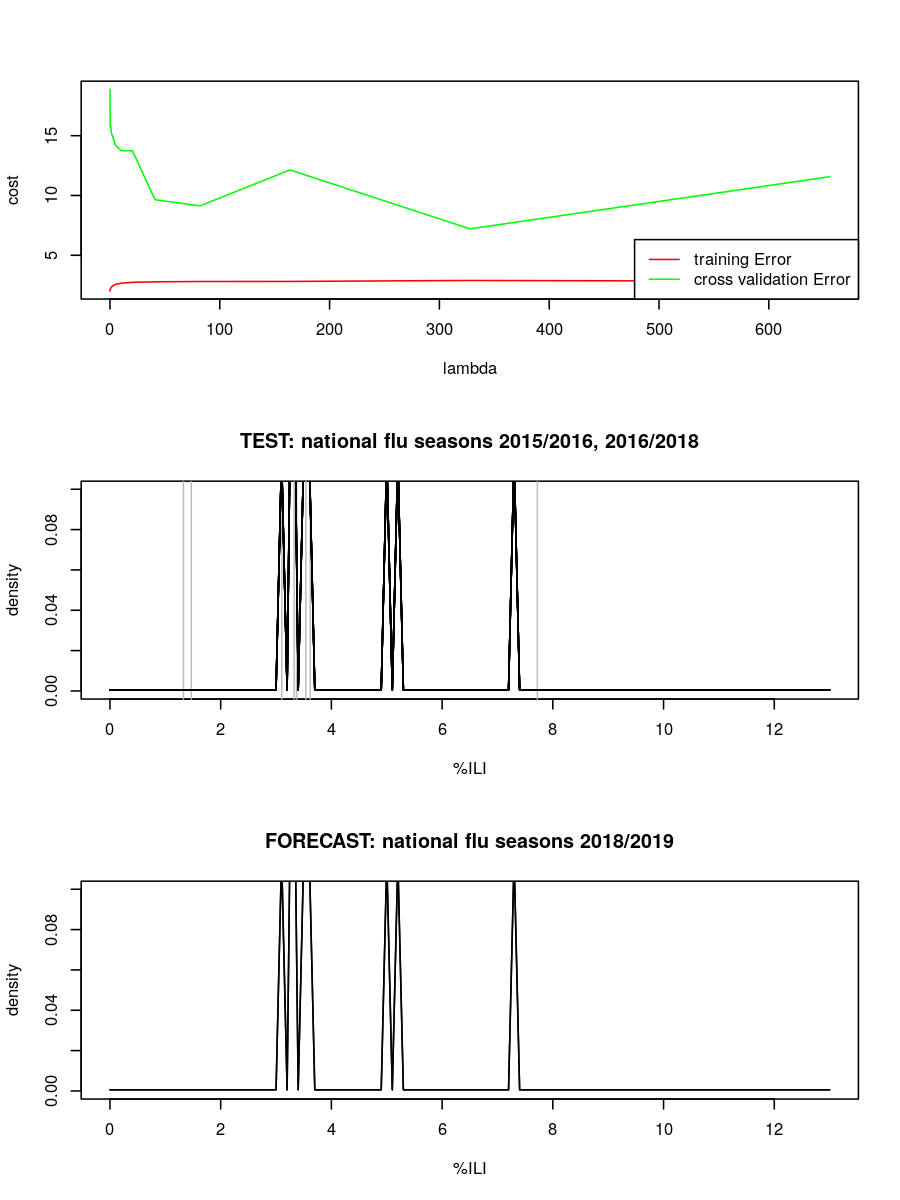 15
10
5
cost
training Error
cross validation Error
0 100 200 300 400 500 600
lambda
TEST: national flu seasons 2015/2016, 2016/2018
0.08
0.04
0.00
density
0 2 4 6 8 10 12
%ILI
FORECAST: national flu seasons 2018/2019
0.08
0.04
0.00
density
0 2 4 6 8 10 12
%ILI